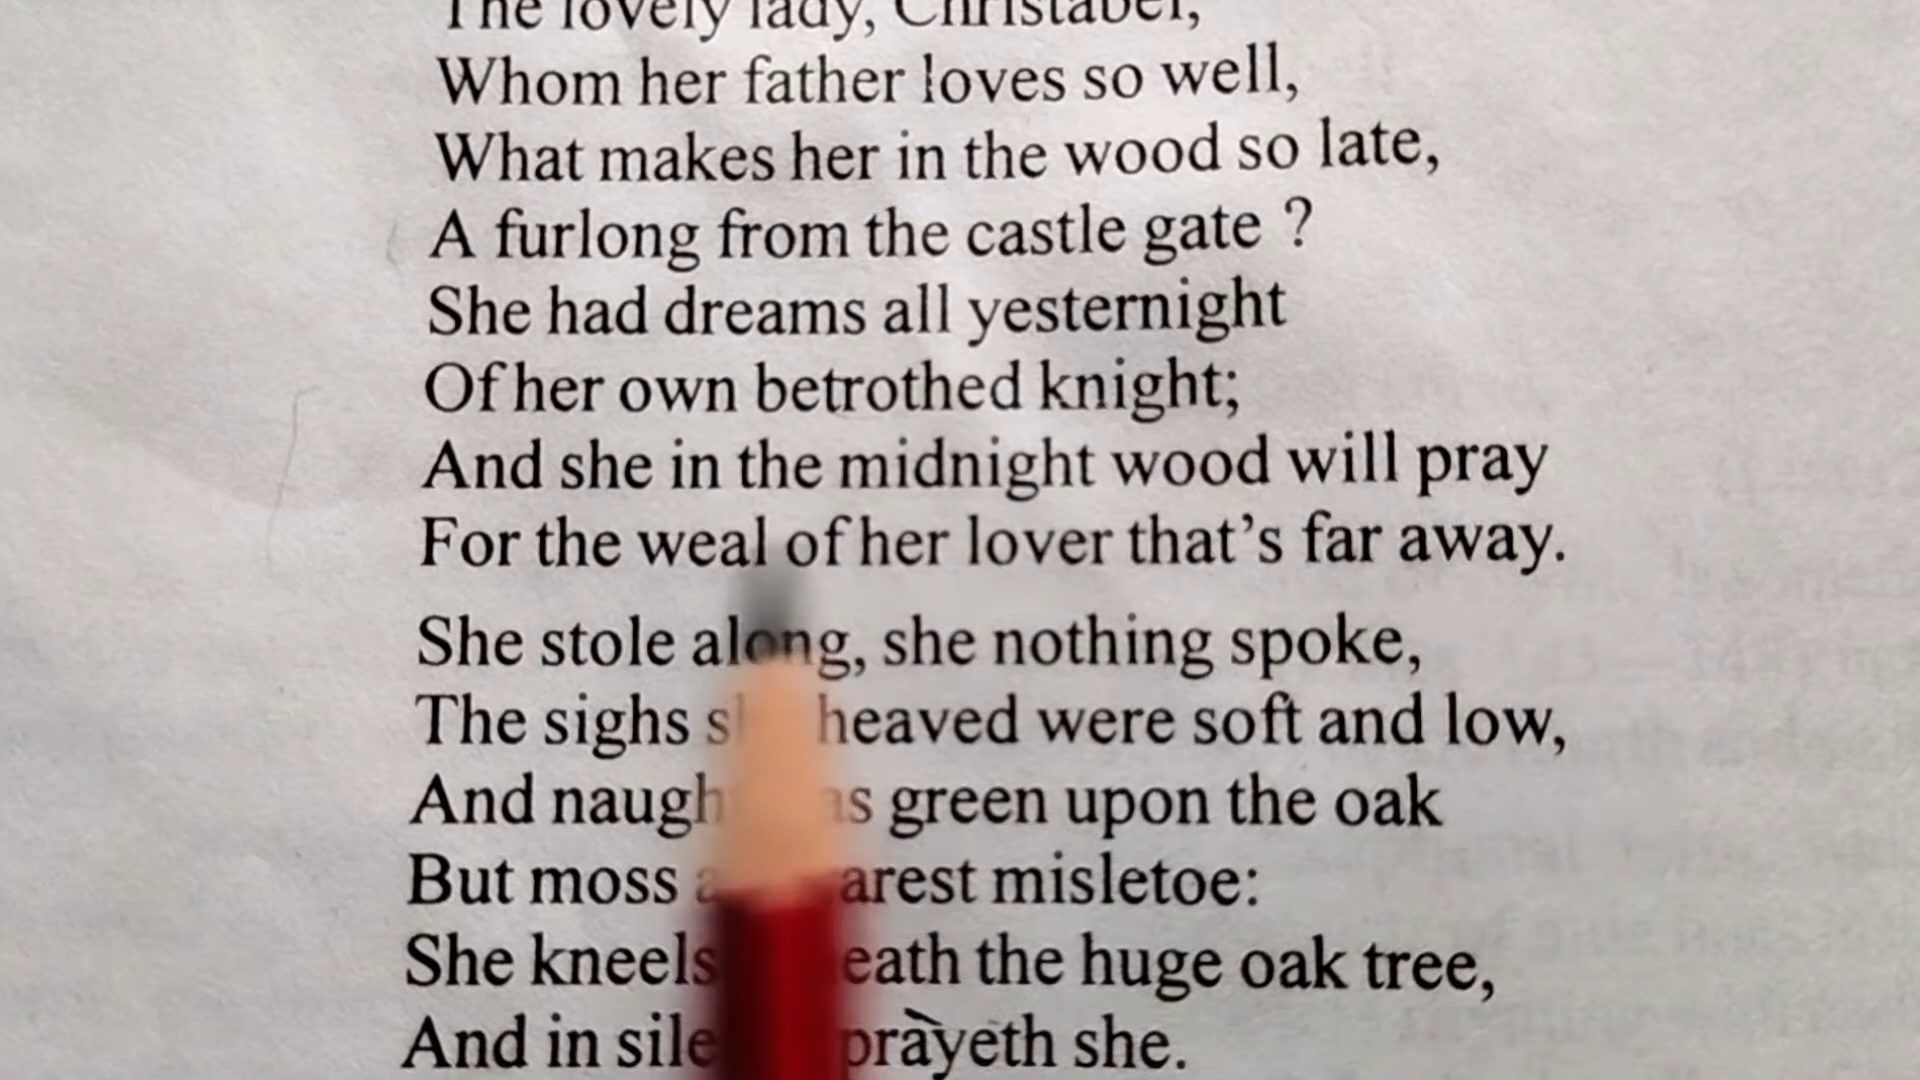 The lovely lady, Christabel,
Whom her father loves so well,
What makes her in the wood so late,
A furlong from the castle gate ?
She had dreams all yesternight
Of her own betrothed knight;
And she in the midnight wood will pray
For the weal of her lover that's far away.
She stole along, she nothing spoke,
The sighs heaved were soft and low,
And green upon the oak
But moss misletoe:
She kneels the huge oak tree,
And in prayeth she.